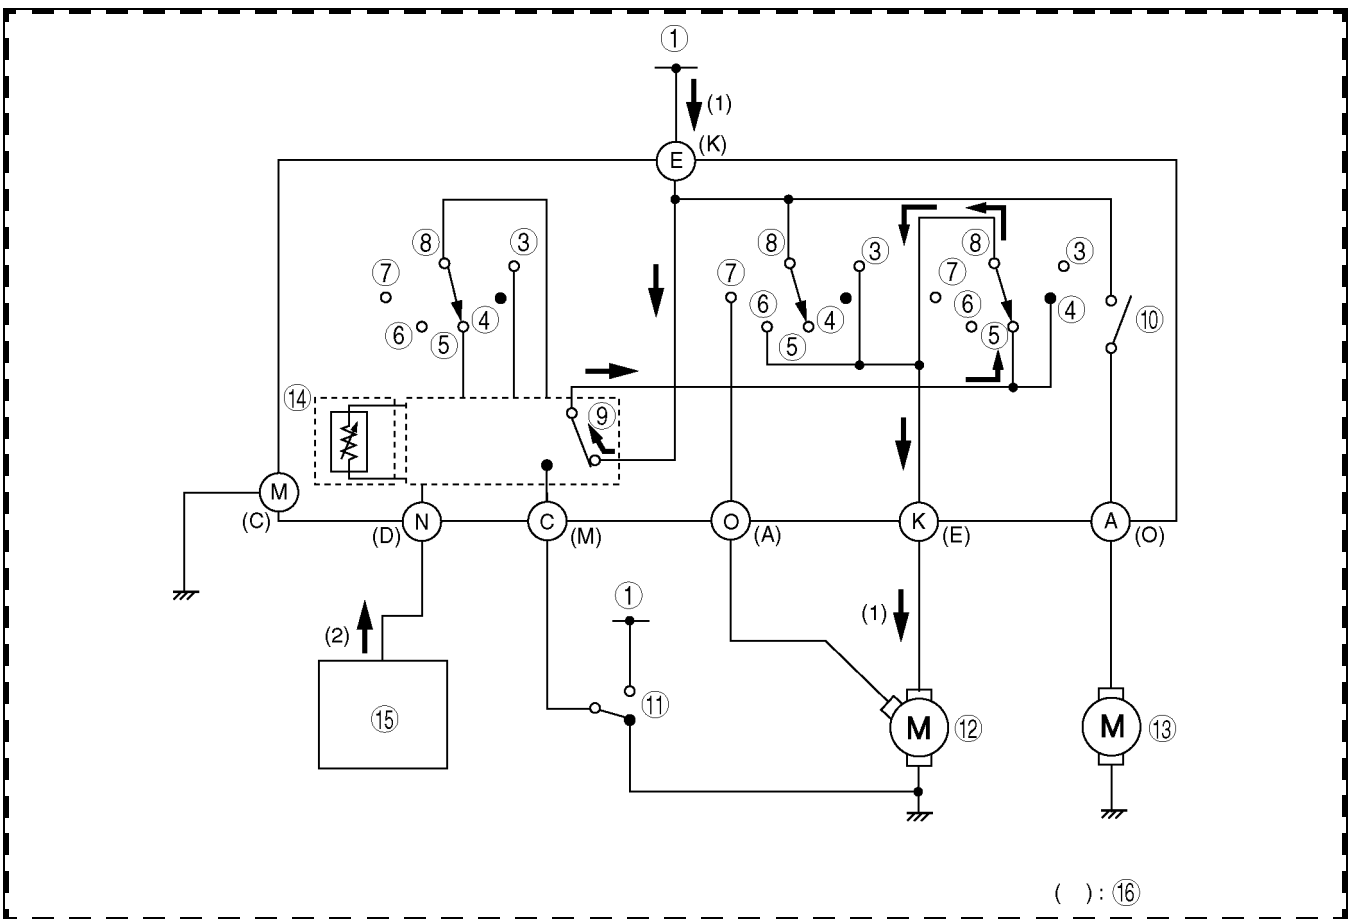 ①
(1)
E (K)
⑧ ③ ⑧ ③ ⑧ ③
⑦ ⑦ ⑦
⑥ ⑤ ④ ⑥ ⑤ ④ ⑥ ⑤ ④ ⑩
⑭ ⑨
M
(C) (D) N C (M) O (A) K (E) A (O)
①
(2) (1)
⑪
⑮ M ⑫ M ⑬
( ) : ⑯